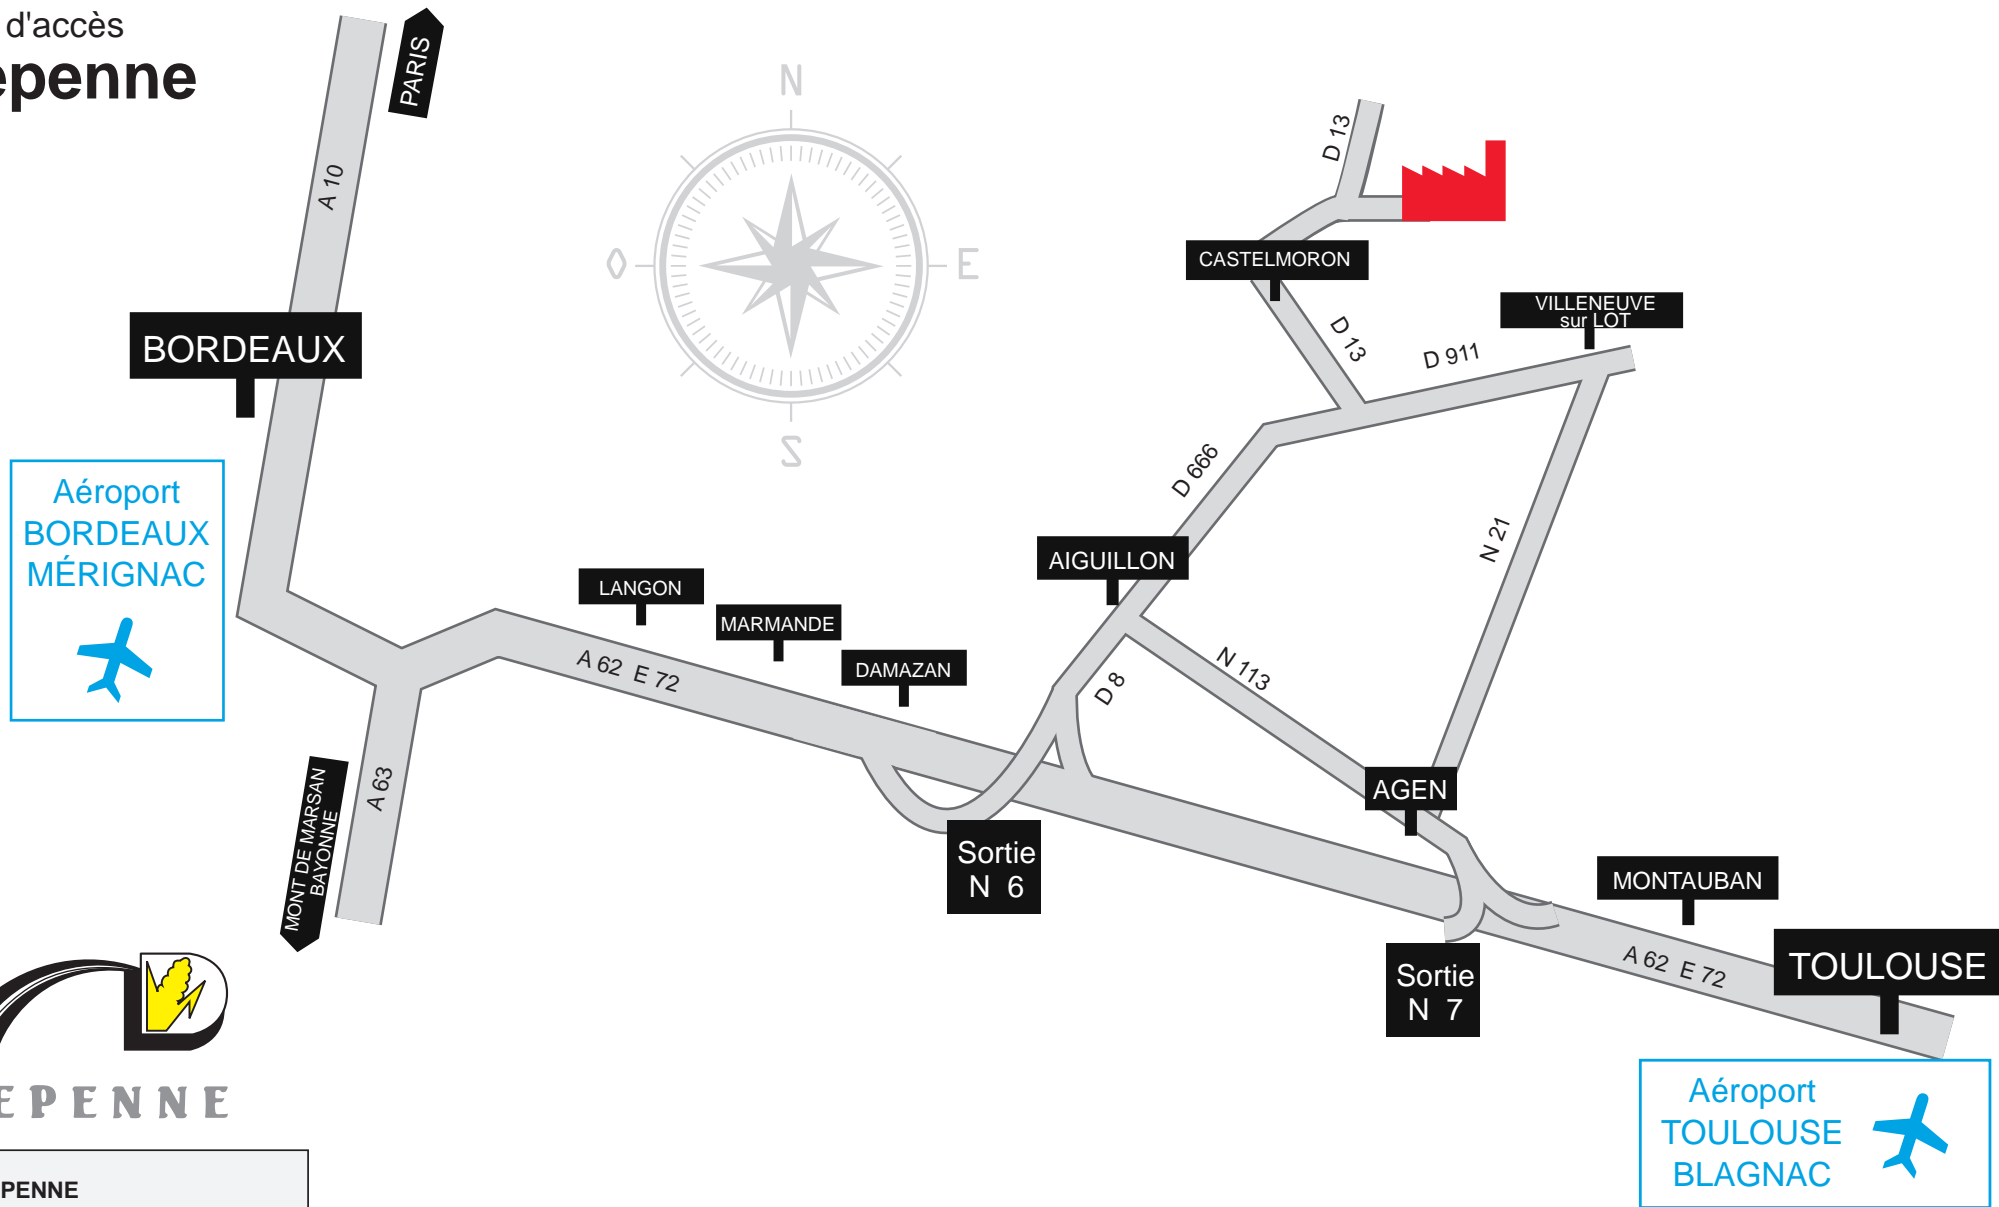 d'accès
epenne
PARIS
A 10
N
O
E
S
D 13
CASTELMORON
VILLENEUVE
sur LOT
BORDEAUX
D 13
D 911
D 666
Aéroport
BORDEAUX
MÉRIGNAC
AIGUILLON
N 21
LANGON
MARMANDE
DAMAZAN
A 62 E 72
D 8
N 113
A 63
MONT DE MARSAN
BAYONNE
AGEN
Sortie
N 6
MONTAUBAN
Sortie
N 7
A 62 E 72
TOULOUSE
EPENNE
Aéroport
TOULOUSE
BLAGNAC
PENNE